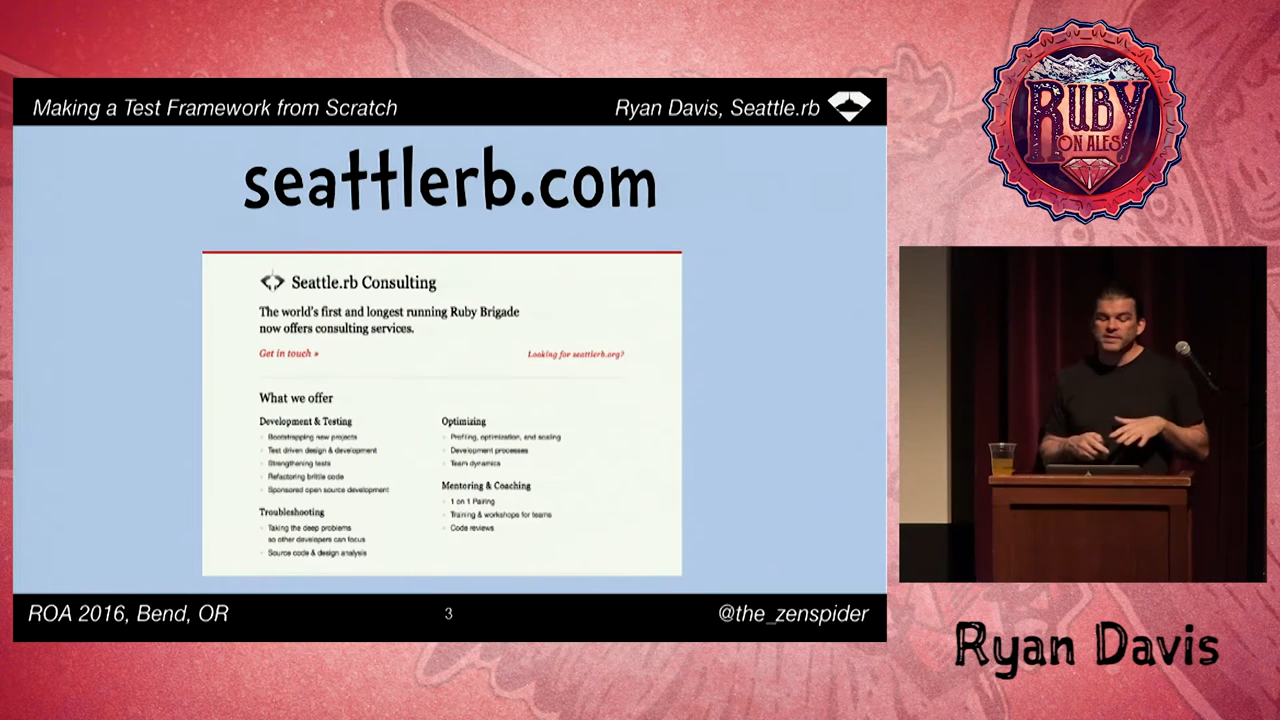 Making a Test Framework from Scratch
Ryan Davis, Seattle.rb
seattlerb.com
Seattle.rb Consulting
The world's first and longest running Ruby Brigade
now offers consulting services.
Get in touch »
Looking for seattlerb.org?
What we offer
Development & Testing
Bootstrapping new projects
Test driven design & development
Strengthening tests
Refactoring brittle code
Sponsored open source development
Troubleshooting
Taking the deep problems
so other developers can focus
Source code & design analysis
Optimizing
Profiling, optimization, and scaling
Development processes
Team dynamics
Mentoring & Coaching
1 on 1 Pairing
Training & workshops for teams
Code reviews
ROA 2016, Bend, OR
3
@the_zenspider
RUBY
ON ALES
Ryan Davis